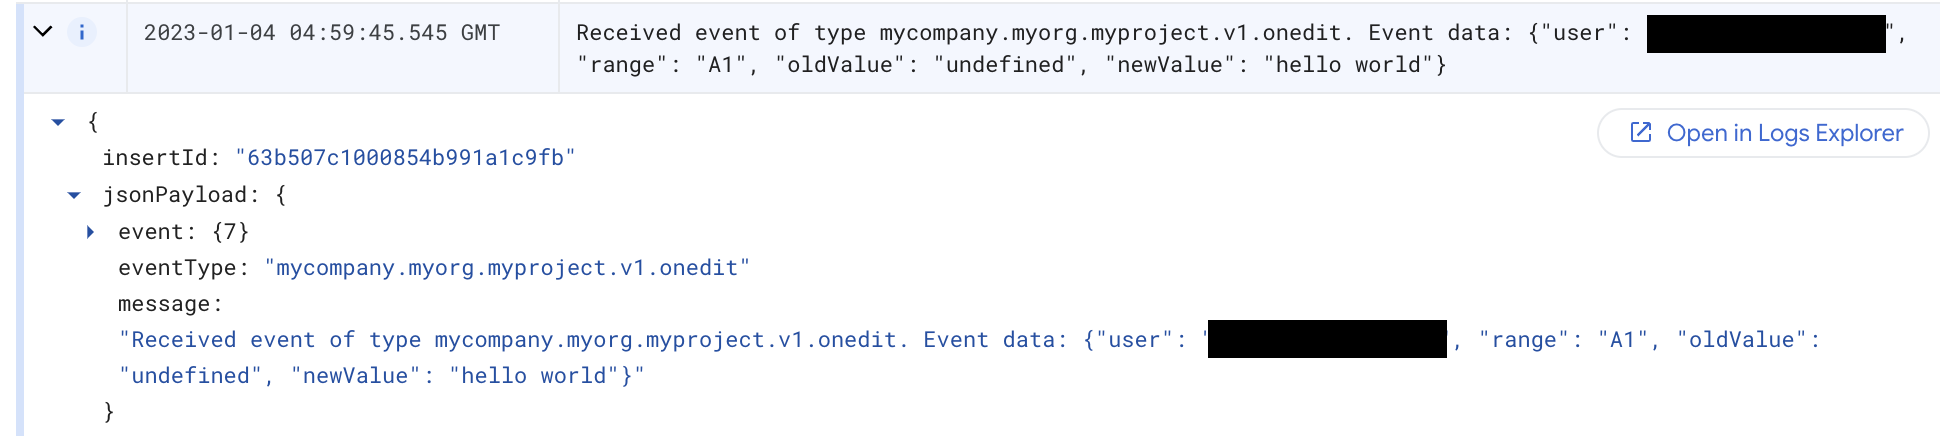 2023-01-04 04:59:45.545 GMT
Received event of type mycompany.myorg.myproject.v1.onedit. Event data: {"user": ",
"range": "A1", "oldValue": "undefined", "newValue": "hello world"}
{
Open in Logs Explorer
insertId: "63b507c1000854b991a1c9fb"
jsonPayload: {
event: {7}
eventType: "mycompany.myorg.myproject.v1.onedit"
message:
"Received event of type mycompany.myorg.myproject.v1.onedit. Event data: {"user": ", "range": "A1", "oldValue":
"undefined", "newValue": "hello world"}"
}